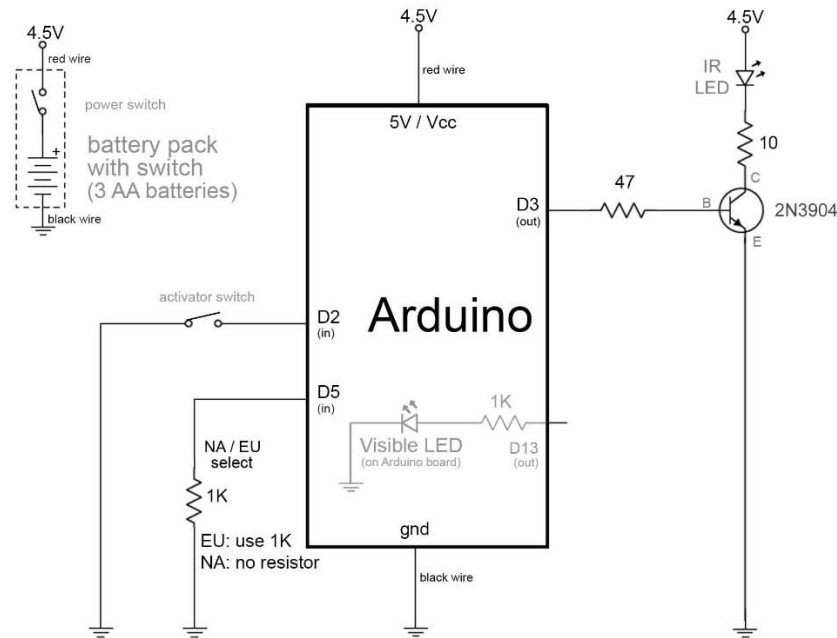 4.5V
red wire
power switch
+
battery pack
with switch
(3 AA batteries)
black wire
4.5V
red wire
5V / Vcc
4.5V
IR
LED
10
C
47
D3
(out)
B
2N3904
E
activator switch
D2
(in)
Arduino
D5
(in)
1K
Visible LED
(on Arduino board)
D13
(out)
NA / EU
select
1K
EU: use 1K
NA: no resistor
gnd
black wire